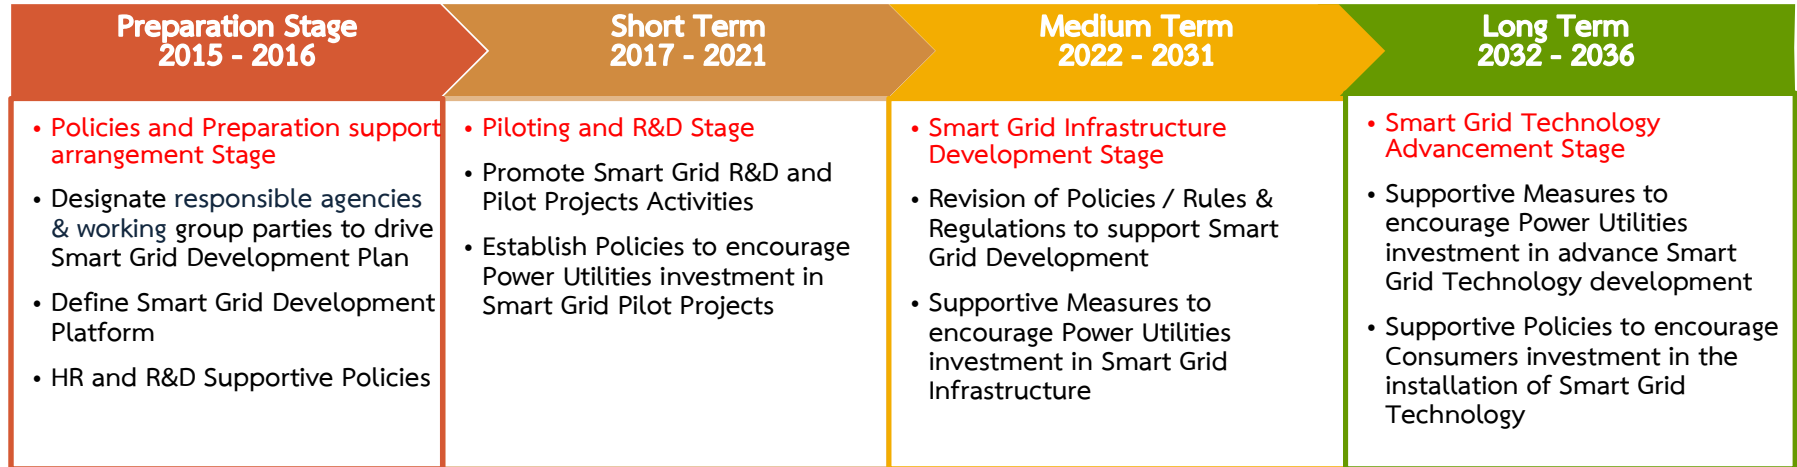 Preparation Stage
2015 - 2016
• Policies and Preparation support
arrangement Stage
• Designate responsible agencies
& working group parties to drive
Smart Grid Development Plan
• Define Smart Grid Development
Platform
• HR and R&D Supportive Policies
Short Term
2017 - 2021
• Piloting and R&D Stage
• Promote Smart Grid R&D and
Pilot Projects Activities
• Establish Policies to encourage
Power Utilities investment in
Smart Grid Pilot Projects
Medium Term
2022 - 2031
• Smart Grid Infrastructure
Development Stage
• Revision of Policies / Rules &
Regulations to support Smart
Grid Development
• Supportive Measures to
encourage Power Utilities
investment in Smart Grid
Infrastructure
Long Term
2032 - 2036
• Smart Grid Technology
Advancement Stage
• Supportive Measures to
encourage Power Utilities
investment in advance Smart
Grid Technology development
• Supportive Policies to encourage
Consumers investment in the
installation of Smart Grid
Technology